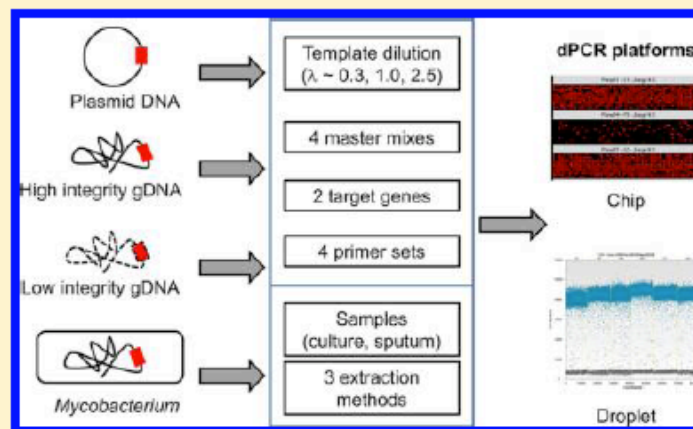 Plasmid DNA
High integrity gDNA
Low integrity gDNA
Mycobacterium
Template dilution
(λ ~ 0.3, 1.0, 2.5)
4 master mixes
2 target genes
4 primer sets
Samples
(culture, sputum)
3 extraction
methods
dPCR platforms
Chip
Droplet